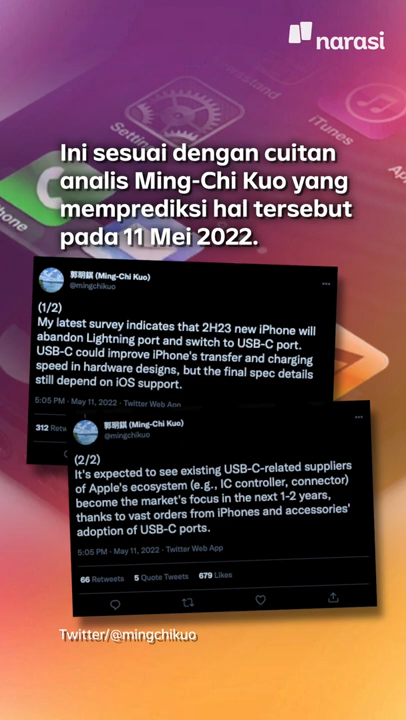 narasi
wsstand
iTunes
Setting
hone
Ini sesuai dengan cuitan
analis Ming-Chi Kuo yang
memprediksi hal tersebut
pada 11 Mei 2022.
郭明錤 (Ming-Chi Kuo)
@mingchikuo
(1/2)
My latest survey indicates that 2H23 new iPhone will
abandon Lightning port and switch to USB-C port.
USB-C could improve iPhone's transfer and charging
speed in hardware designs, but the final spec details
still depend on iOS support.
5:05 PM · May 11, 2022 · Twitter Web App
312 Retw
郭明錤 (Ming-Chi Kuo)
@mingchikuo
(2/2)
It's expected to see existing USB-C-related suppliers
of Apple's ecosystem (e.g., IC controller, connector)
become the market's focus in the next 1-2 years,
thanks to vast orders from iPhones and accessories'
adoption of USB-C ports.
5:05 PM · May 11, 2022 · Twitter Web App
66 Retweets 5 Quote Tweets 679 Likes
Twitter/@mingchikuo